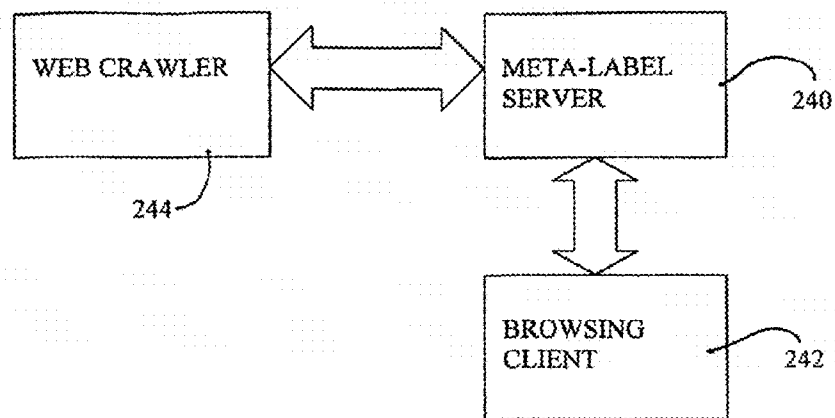 WEB CRAWLER
META-LABEL
SERVER
240
244
BROWSING
CLIENT
242